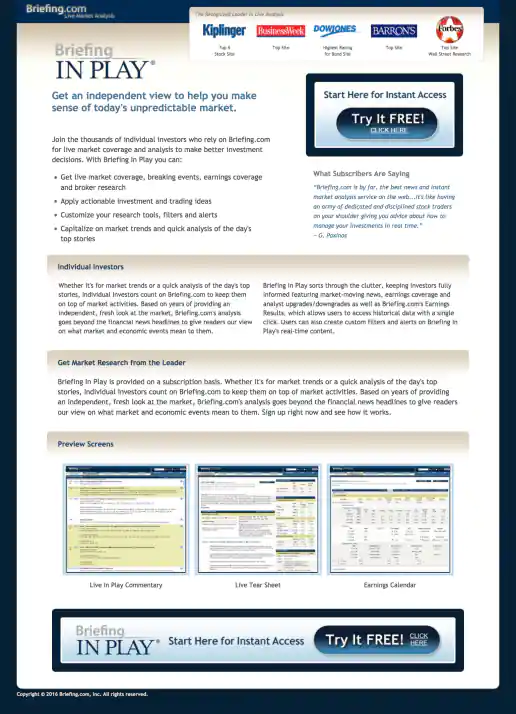 Briefing.com
Live Market Analysis
The Recognized Leader in Live Analysis
Kiplinger
BusinessWeek
DOWJONES
BARRON'S
Forbes
Top 5
Stock Site
Top Site
Highest Rating
for Bond Site
Top Site
Top Site
Wall Street Research
Briefing
IN PLAY®
Get an independent view to help you make
sense of today's unpredictable market.
Start Here for Instant Access
Try It FREE!
CLICK HERE
Join the thousands of individual investors who rely on Briefing.com
for live market coverage and analysis to make better investment
decisions. With Briefing In Play you can:
• Get live market coverage, breaking events, earnings coverage
and broker research
• Apply actionable investment and trading ideas
• Customize your research tools, filters and alerts
• Capitalize on market trends and quick analysis of the day's
top stories
What Subscribers Are Saying
"Briefing.com is by far, the best news and instant
market analysis service on the web...it's like having
an army of dedicated and disciplined stock traders
on your shoulder giving you advice about how to
manage your investments in real time."
— G. Paxinos
Individual Investors
Whether it's for market trends or a quick analysis of the day's top
stories, individual investors count on Briefing.com to keep them
on top of market activities. Based on years of providing an
independent, fresh look at the market, Briefing.com's analysis
goes beyond the financial news headlines to give readers our view
on what market and economic events mean to them.
Briefing In Play sorts through the clutter, keeping investors fully
informed featuring market-moving news, earnings coverage and
analyst upgrades/downgrades as well as Briefing.com's Earnings
Results, which allows users to access historical data with a single
click. Users can also create custom filters and alerts on Briefing In
Play's real-time content.
Get Market Research from the Leader
Briefing In Play is provided on a subscription basis. Whether it's for market trends or a quick analysis of the day's top
stories, individual investors count on Briefing.com to keep them on top of market activities. Based on years of providing
an independent, fresh look at the market, Briefing.com's analysis goes beyond the financial news headlines to give readers
our view on what market and economic events mean to them. Sign up right now and see how it works.
Preview Screens
Live In Play Commentary
Live Tear Sheet
Earnings Calendar
Briefing
IN PLAY®
Start Here for Instant Access
Try It FREE!
CLICK
HERE
Copyright © 2016 Briefing.com, Inc. All rights reserved.